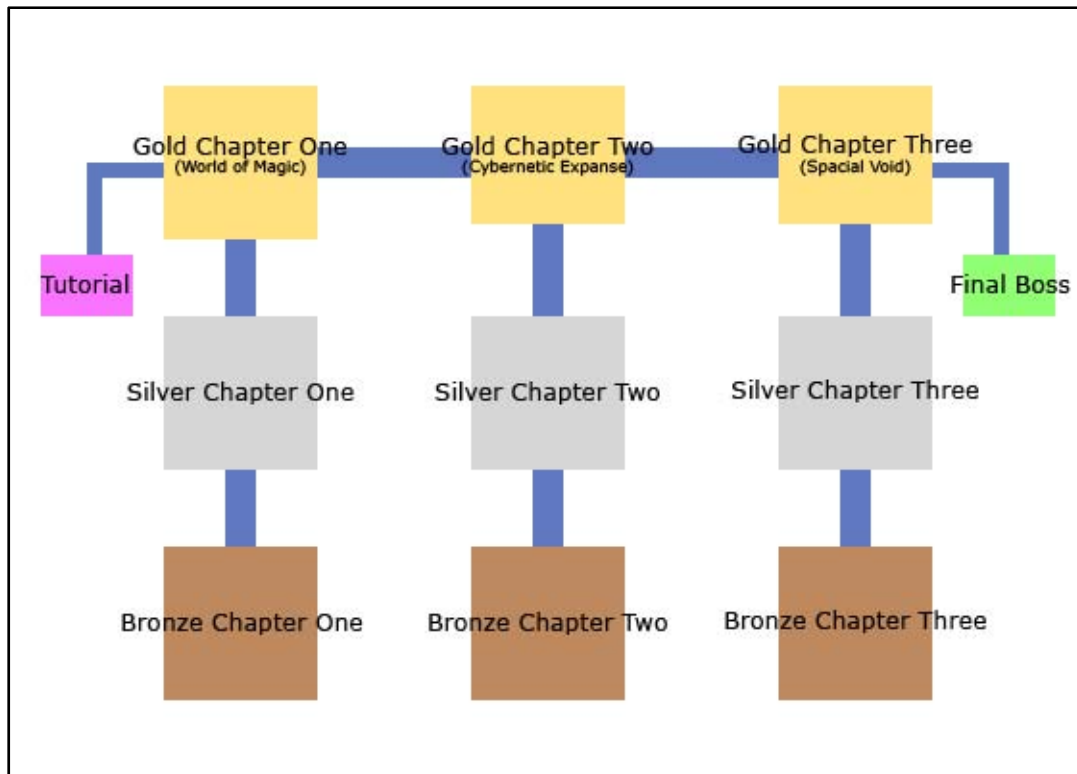 Gold Chapter One
(World of Magic)
Gold Chapter Two
(Cybernetic Expanse)
Gold Chapter Three
(Spacial Void)
Tutorial
Final Boss
Silver Chapter One
Silver Chapter Two
Silver Chapter Three
Bronze Chapter One
Bronze Chapter Two
Bronze Chapter Three